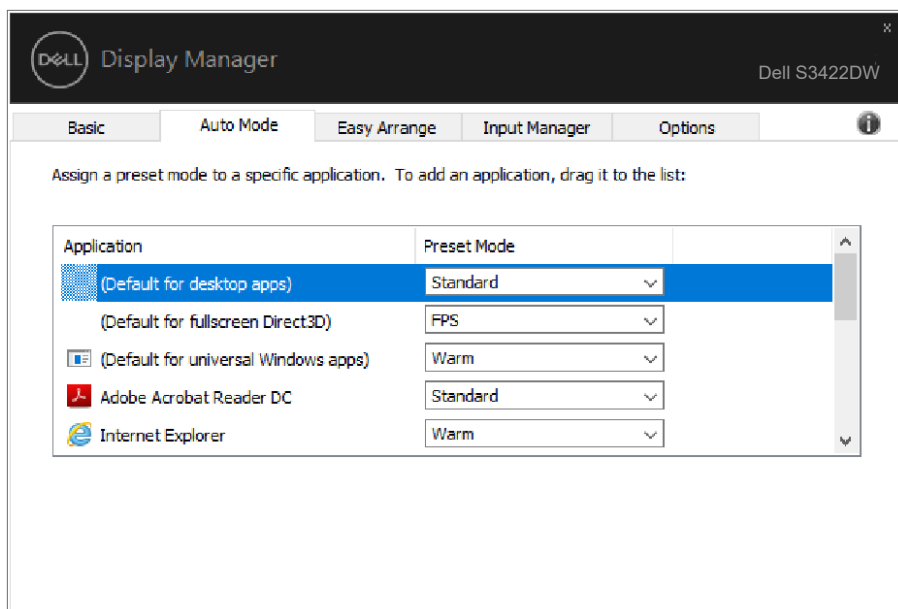 DELL Display Manager
x
Dell S3422DW
Basic Auto Mode Easy Arrange Input Manager Options
Assign a preset mode to a specific application. To add an application, drag it to the list:
Application Preset Mode
(Default for desktop apps) Standard
(Default for fullscreen Direct3D) FPS
(Default for universal Windows apps) Warm
Adobe Acrobat Reader DC Standard
Internet Explorer Warm